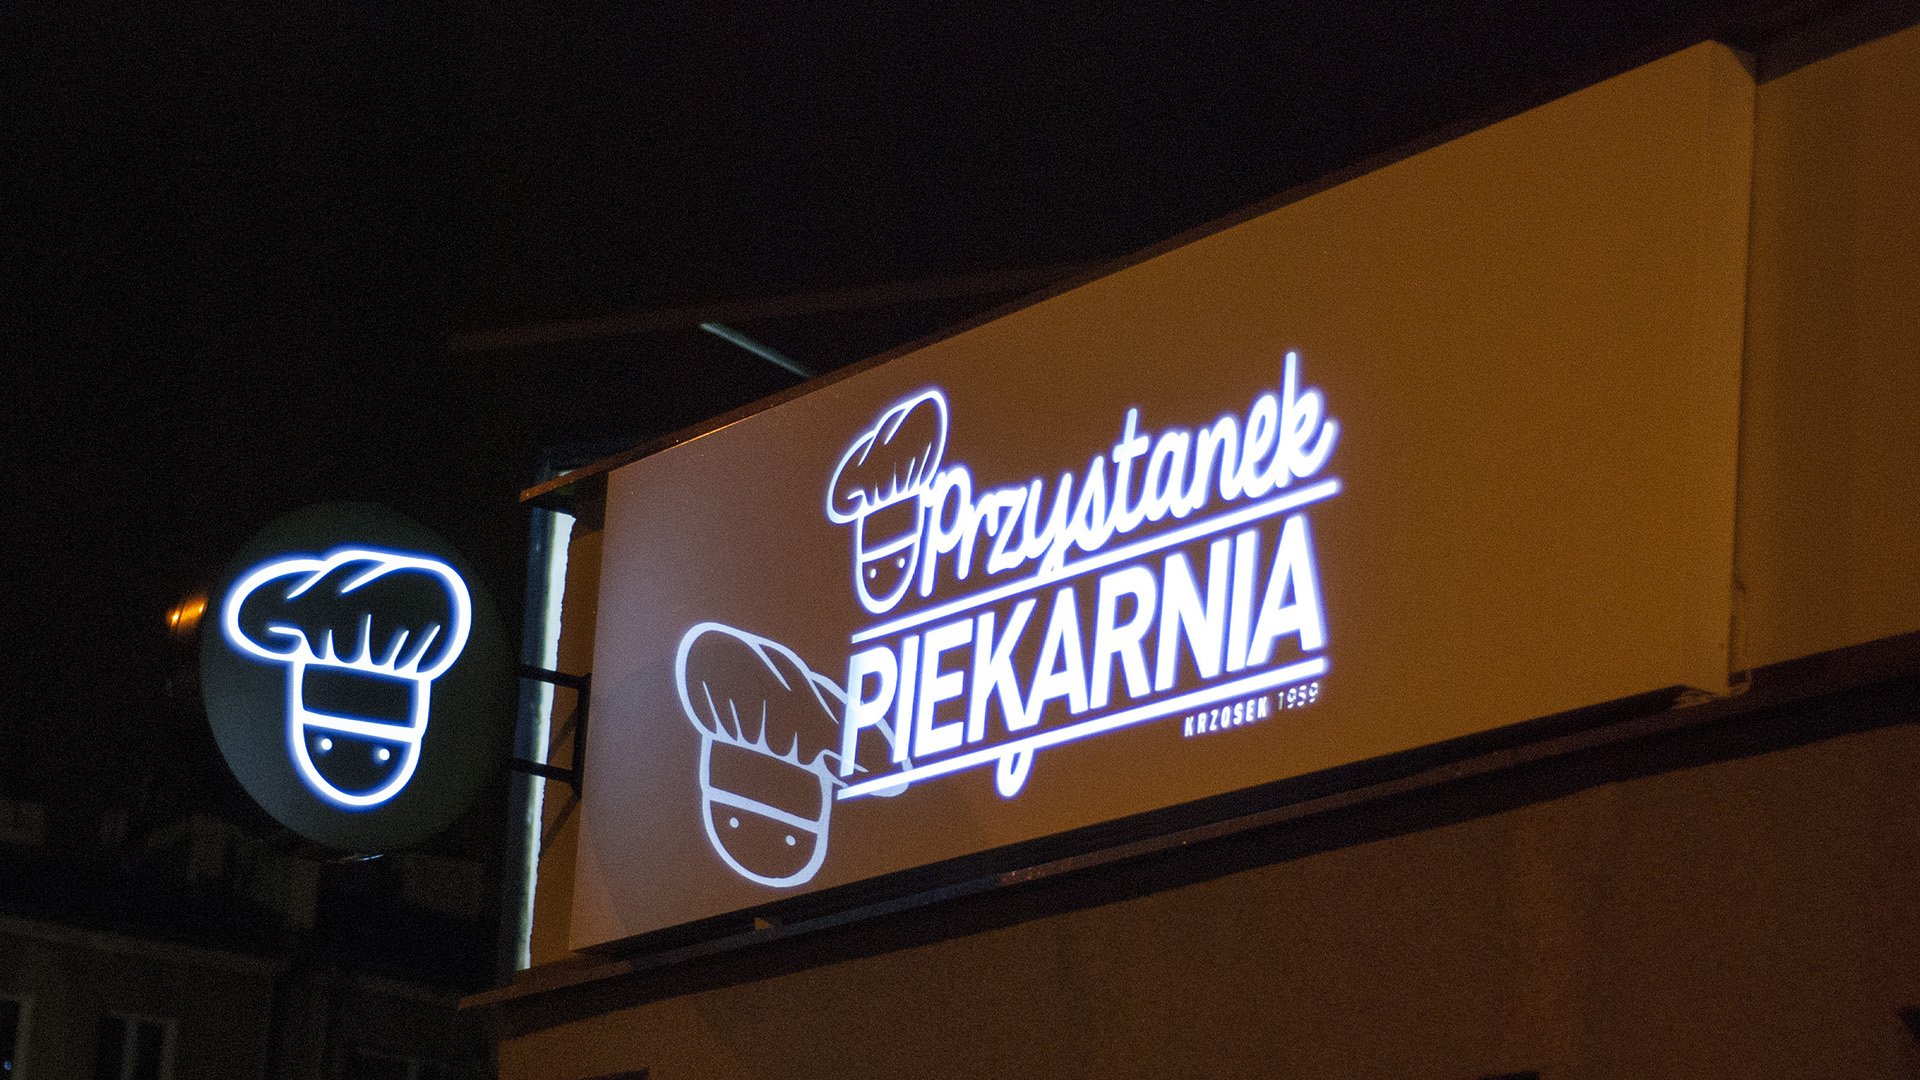 Przystanek
PIEKARNIA
KRZOSEK 1959